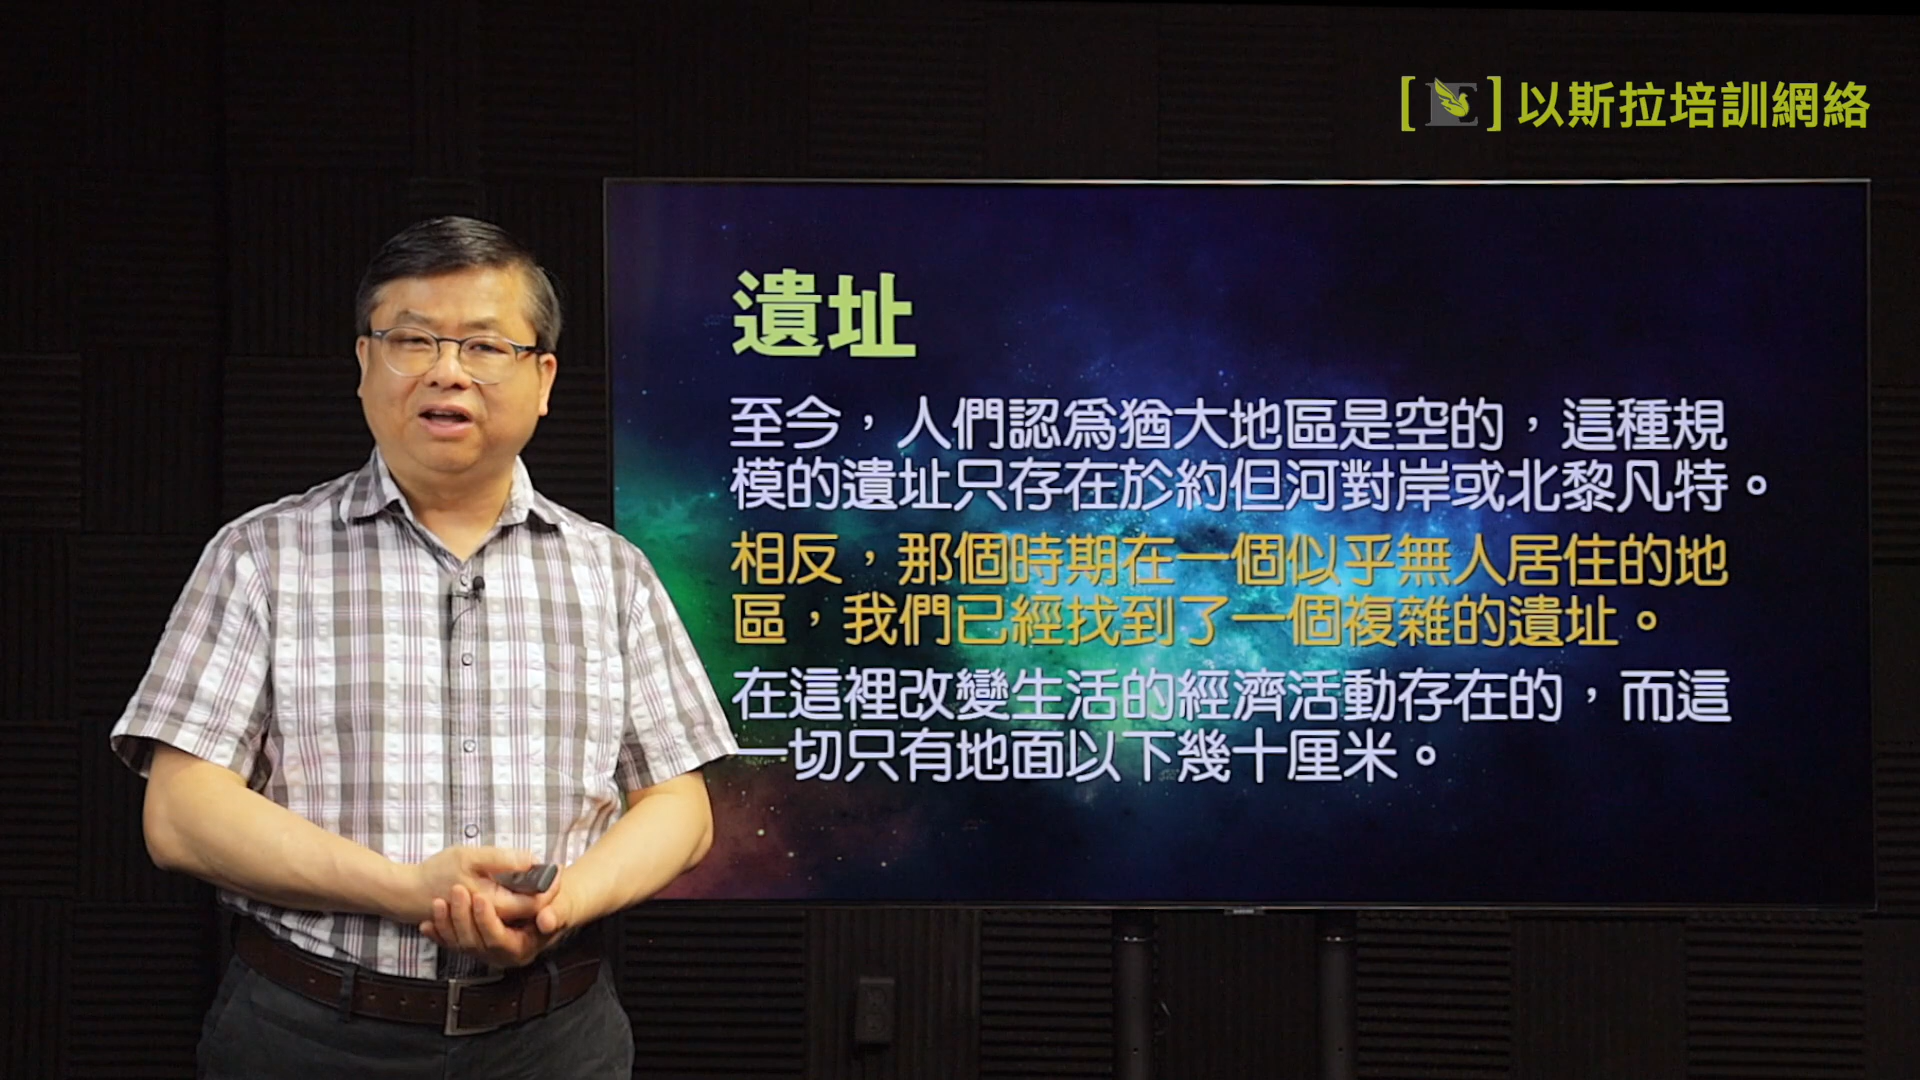 以斯拉培訓網絡
遺址
至今，人們認為猶大地區是空的，這種規
模的遺址只存在於約但河對岸或北黎凡特。
相反，那個時期在一個似乎無人居住的地
區，我們已經找到了一個複雜的遺址。
在這裡改變生活的經濟活動存在的，而這
一切只有地面以下幾十厘米。